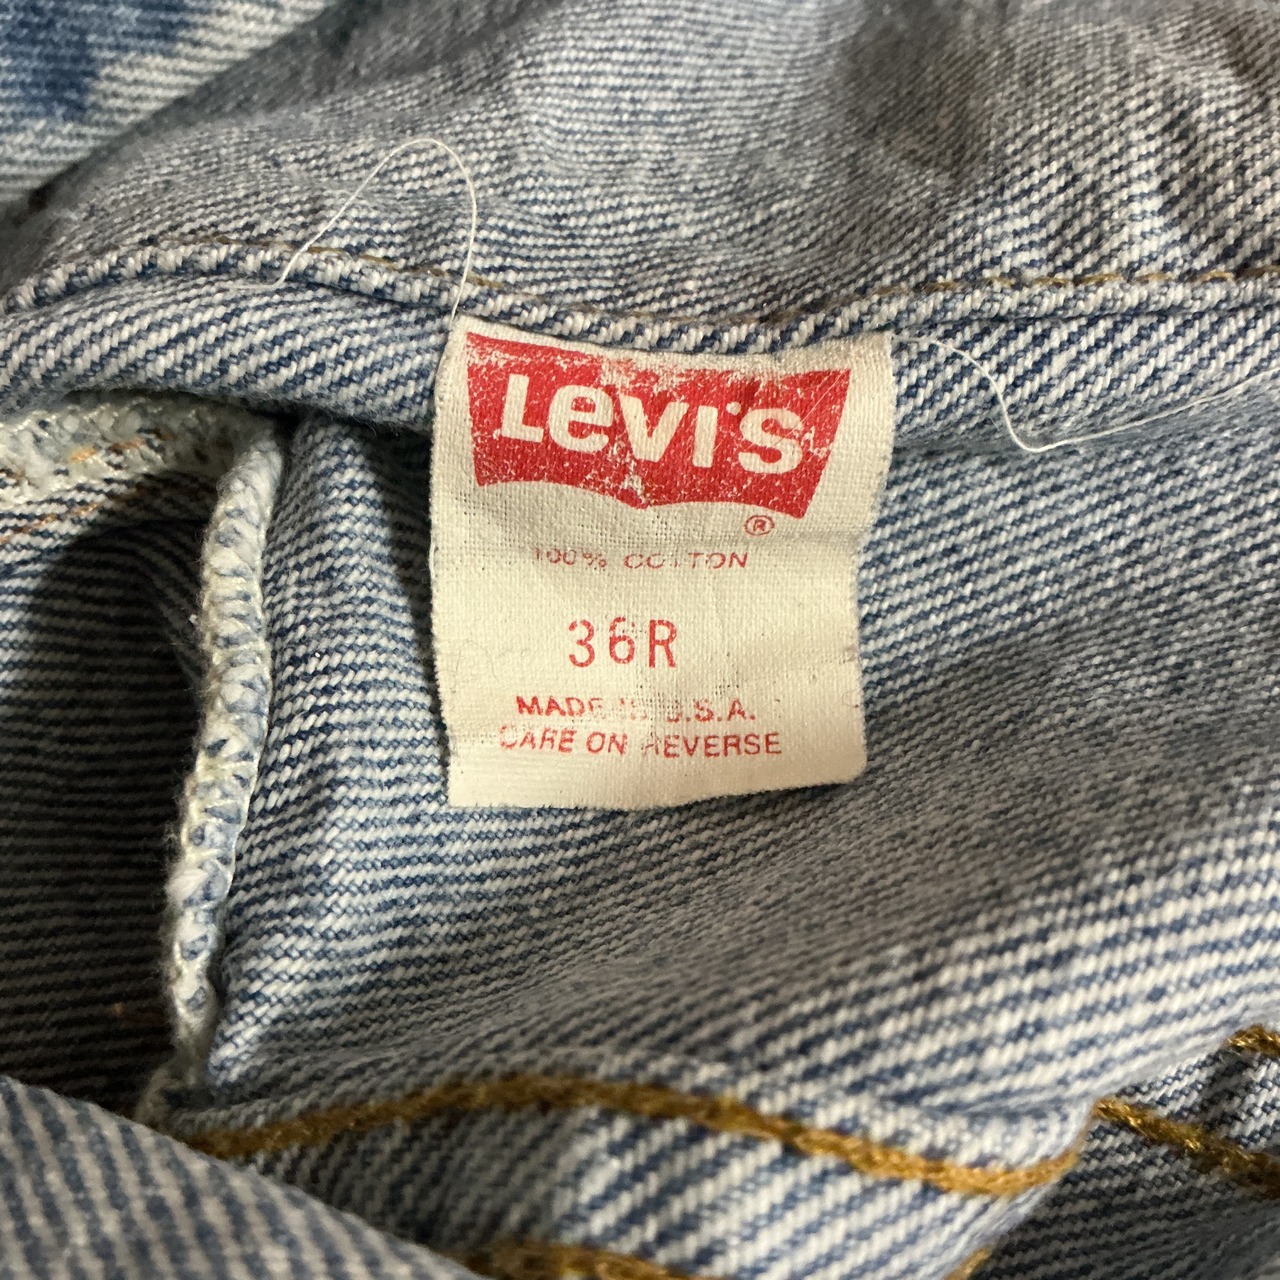 Levi's
®
100% COTTON
36R
MADE IN U.S.A.
CARE ON REVERSE